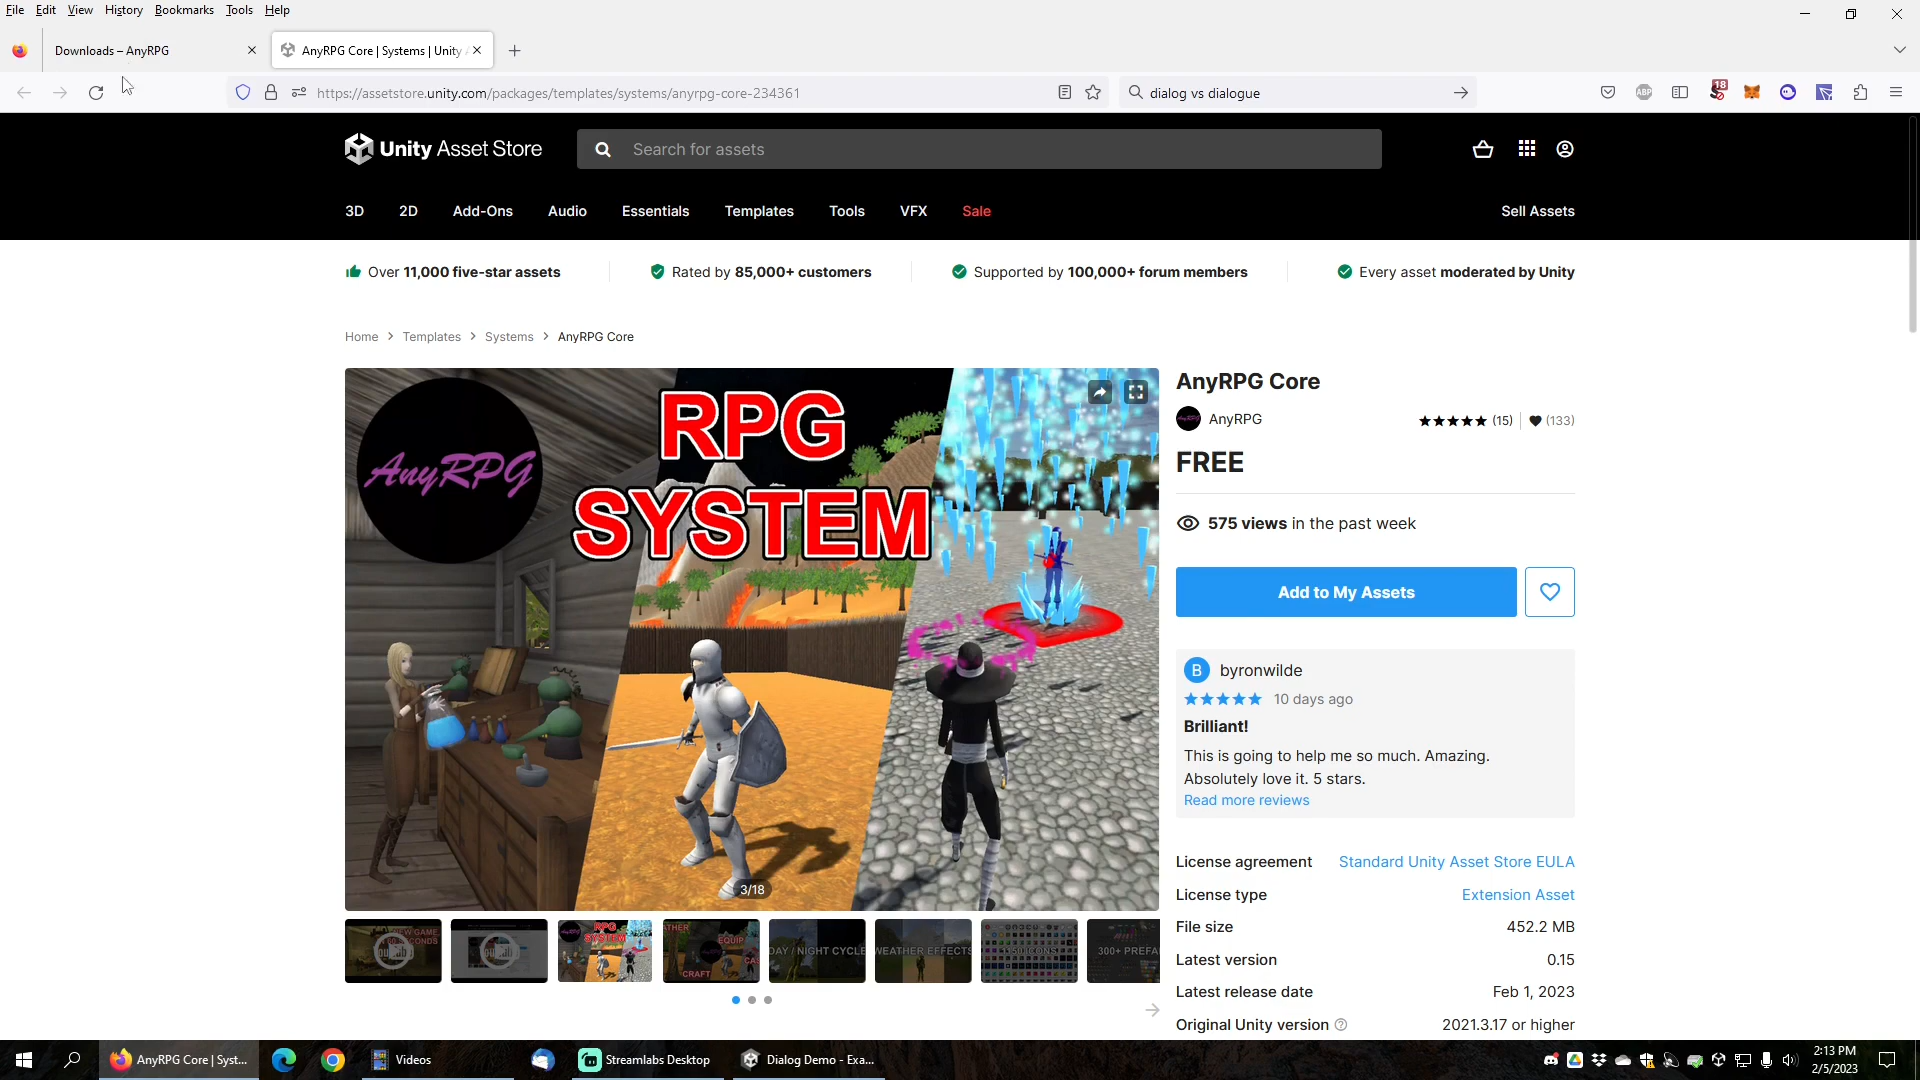 File Edit View History Bookmarks Tools Help
Downloads – AnyRPG
AnyRPG Core | Systems | Unity
https://assetstore.unity.com/packages/templates/systems/anyrpg-core-234361
dialog vs dialogue
ABP
18
Unity Asset Store
Search for assets
3D 2D Add-Ons Audio Essentials Templates Tools VFX Sale Sell Assets
Over 11,000 five-star assets
Rated by 85,000+ customers
Supported by 100,000+ forum members
Every asset moderated by Unity
Home > Templates > Systems > AnyRPG Core
AnyRPG
RPG
SYSTEM
3/18
DAY / NIGHT CYCLE
WEATHER EFFECTS
300+ PREFA
AnyRPG Core
AnyRPG
(15)
(133)
FREE
575 views in the past week
Add to My Assets
B byronwilde
10 days ago
Brilliant!
This is going to help me so much. Amazing.
Absolutely love it. 5 stars.
Read more reviews
License agreement Standard Unity Asset Store EULA
License type Extension Asset
File size 452.2 MB
Latest version 0.15
Latest release date Feb 1, 2023
Original Unity version 2021.3.17 or higher
AnyRPG Core | Syst...
Videos
Streamlabs Desktop
Dialog Demo - Exa...
2:13 PM
2/5/2023